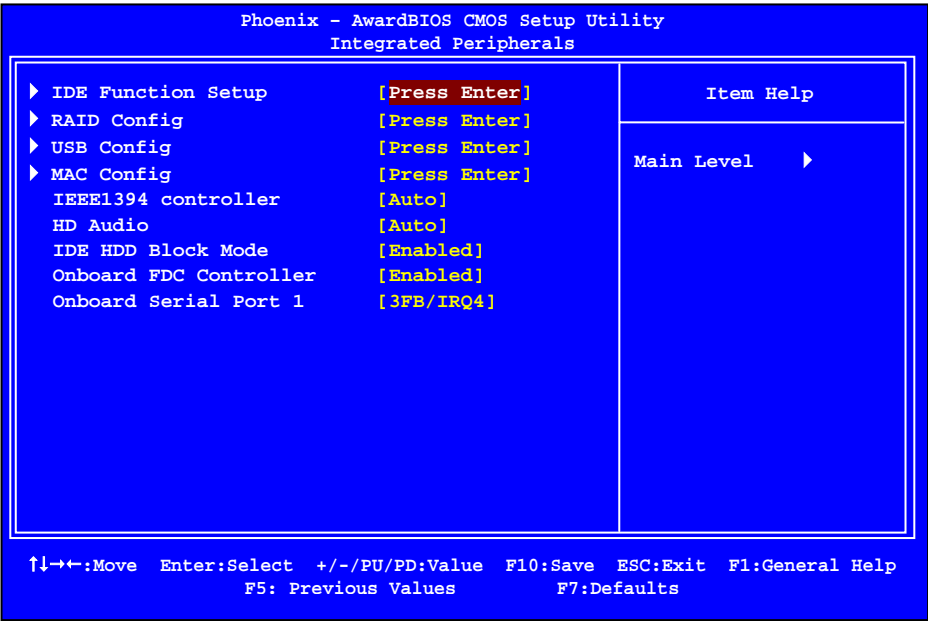 Phoenix – AwardBIOS CMOS Setup Utility
Integrated Peripherals
IDE Function Setup [Press Enter]
RAID Config [Press Enter]
USB Config [Press Enter]
MAC Config [Press Enter]
IEEE1394 controller [Auto]
HD Audio [Auto]
IDE HDD Block Mode [Enabled]
Onboard FDC Controller [Enabled]
Onboard Serial Port 1 [3FB/IRQ4]
Item Help
Main Level
↑↓→←:Move Enter:Select +/-/PU/PD:Value F10:Save ESC:Exit F1:General Help
F5: Previous Values F7:Defaults